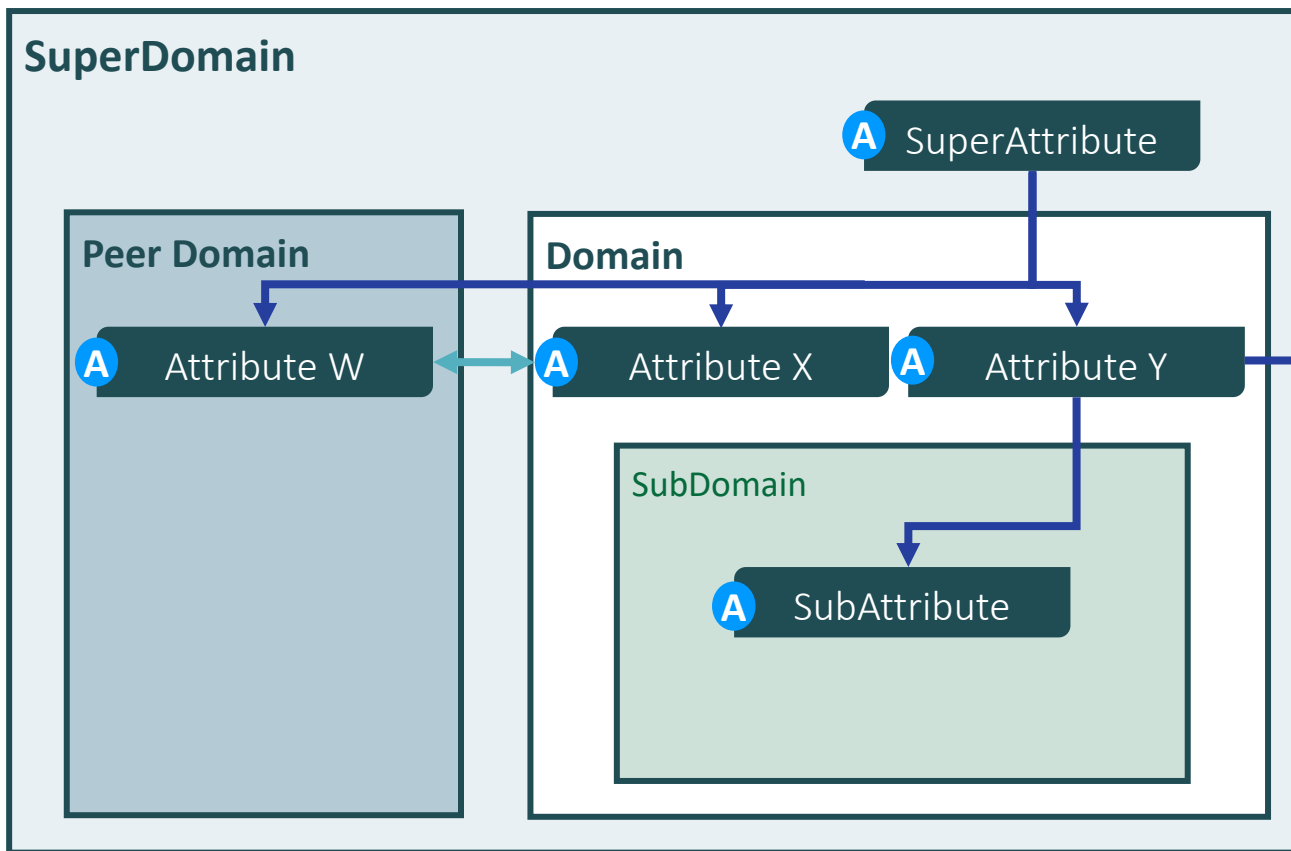 SuperDomain
A SuperAttribute
Peer Domain
Domain
A Attribute W
A Attribute X
A Attribute Y
SubDomain
A SubAttribute